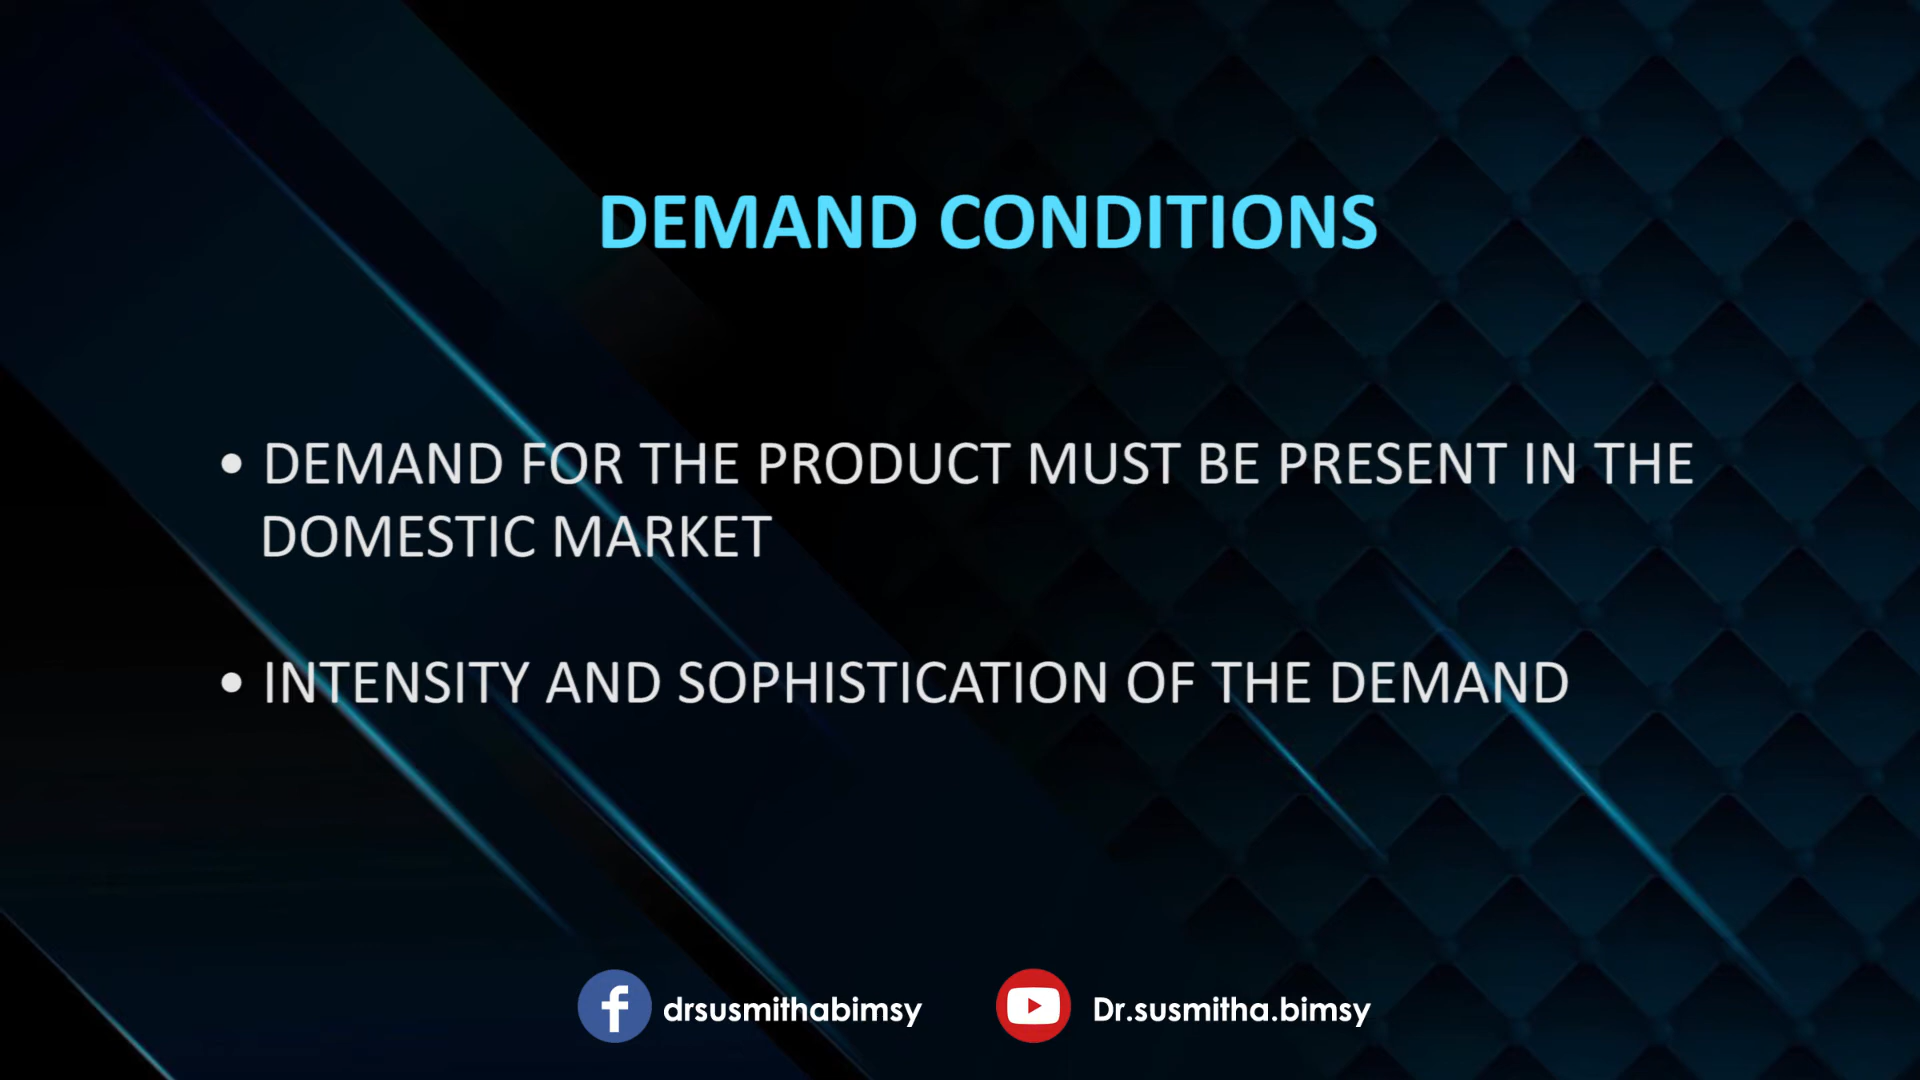 DEMAND CONDITIONS
• DEMAND FOR THE PRODUCT MUST BE PRESENT IN THE
DOMESTIC MARKET
• INTENSITY AND SOPHISTICATION OF THE DEMAND
drsusmithabimsy
Dr.susmitha.bimsy